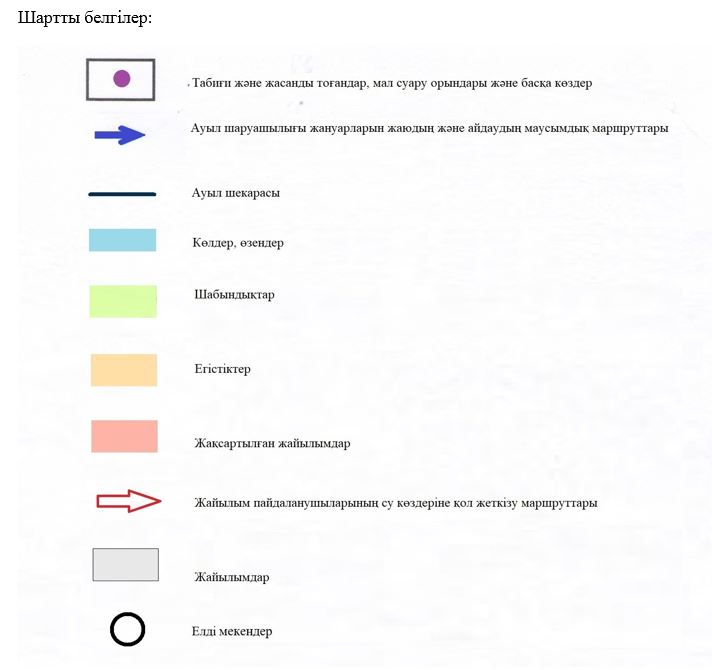 Шартты белгілер:
Табиғи және жасанды тоғандар, мал суару орындары және басқа көздер
Ауыл шаруашылығы жануарларын жаюдың және айдаудың маусымдық маршруттары
Ауыл шекарасы
Көлдер, өзендер
Шабындықтар
Егістіктер
Жақсартылған жайылымдар
Жайылым пайдаланушыларының су көздеріне қол жеткізу маршруттары
Жайылымдар
Елді мекендер